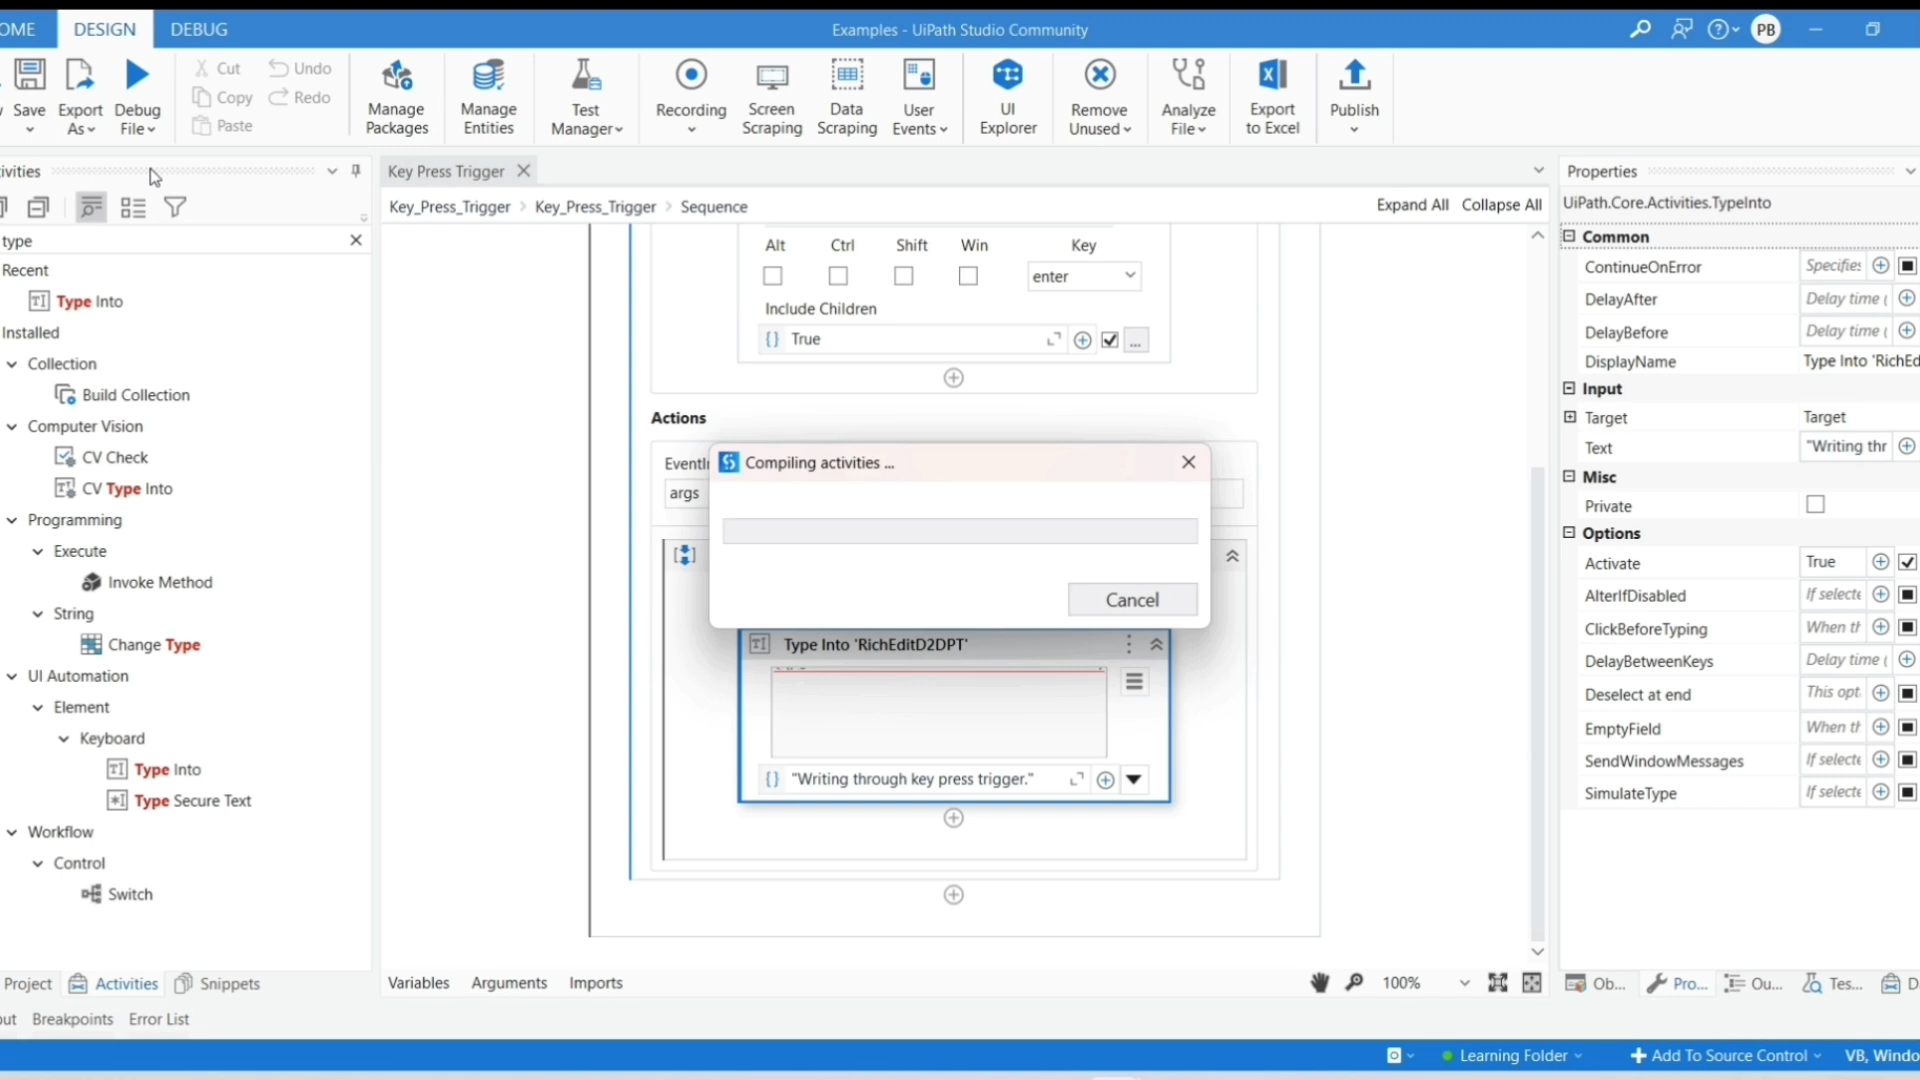 OME DESIGN DEBUG Examples - UiPath Studio Community PB
Save Export As Debug File Cut Copy Paste Undo Redo Manage Packages Manage Entities Test Manager Recording Screen Scraping Data Scraping User Events UI Explorer Remove Unused Analyze File Export to Excel Publish
ivities
type
Recent
Type Into
Installed
Collection
Build Collection
Computer Vision
CV Check
CV Type Into
Programming
Execute
Invoke Method
String
Change Type
UI Automation
Element
Keyboard
Type Into
Type Secure Text
Workflow
Control
Switch
Project Activities Snippets
Key Press Trigger
Key_Press_Trigger Key_Press_Trigger Sequence Expand All Collapse All
Alt Ctrl Shift Win Key
enter
Include Children
True
...
Actions
EventIn
args
Compiling activities ...
Cancel
Type Into 'RichEditD2DPT'
"Writing through key press trigger."
Variables Arguments Imports 100%
Properties
UiPath.Core.Activities.TypeInto
Common
ContinueOnError Specifies
DelayAfter Delay time (
DelayBefore Delay time (
DisplayName Type Into 'RichEd
Input
Target Target
Text "Writing thr
Misc
Private
Options
Activate True
AlterIfDisabled If selecte
ClickBeforeTyping When th
DelayBetweenKeys Delay time (
Deselect at end This opt
EmptyField When th
SendWindowMessages If selecte
SimulateType If selecte
Ob... Pro... Ou... Tes... D
out Breakpoints Error List
Learning Folder Add To Source Control VB, Windo